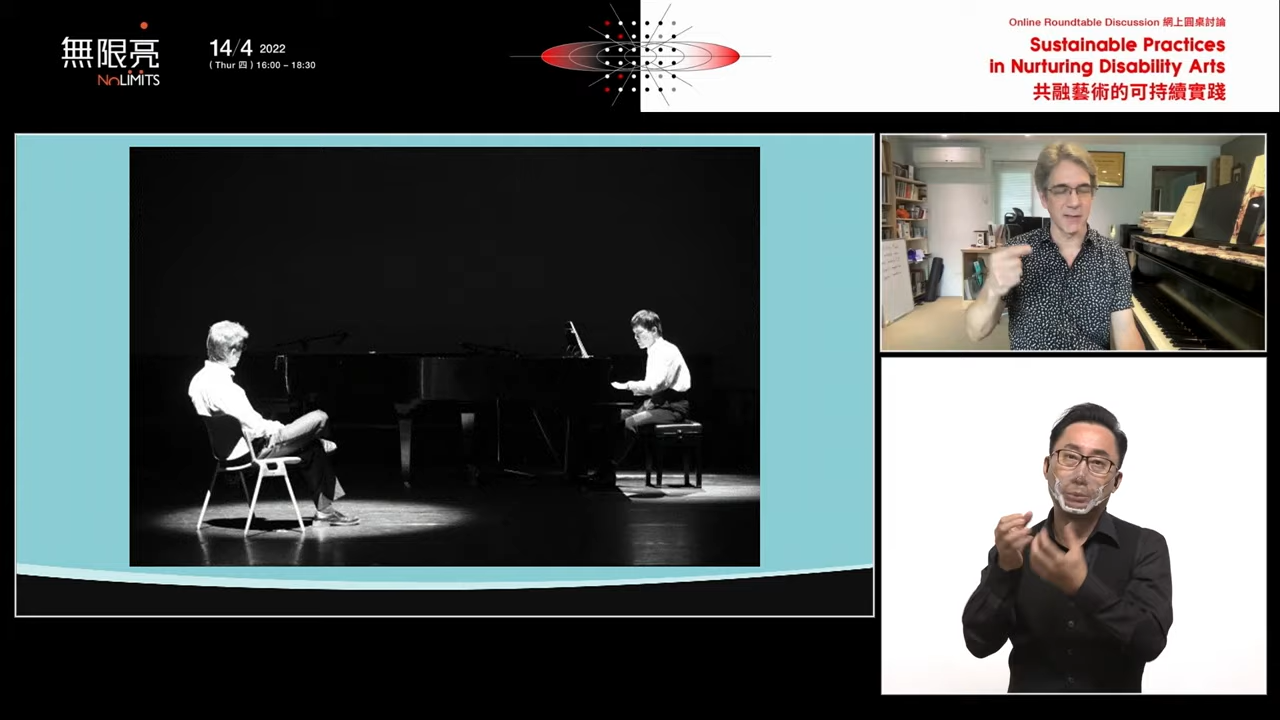 無限亮
NoLIMITS
14/4 2022
( Thur 四 ) 16:00 – 18:30
Online Roundtable Discussion 網上圓桌討論
Sustainable Practices
in Nurturing Disability Arts
共融藝術的可持續實踐